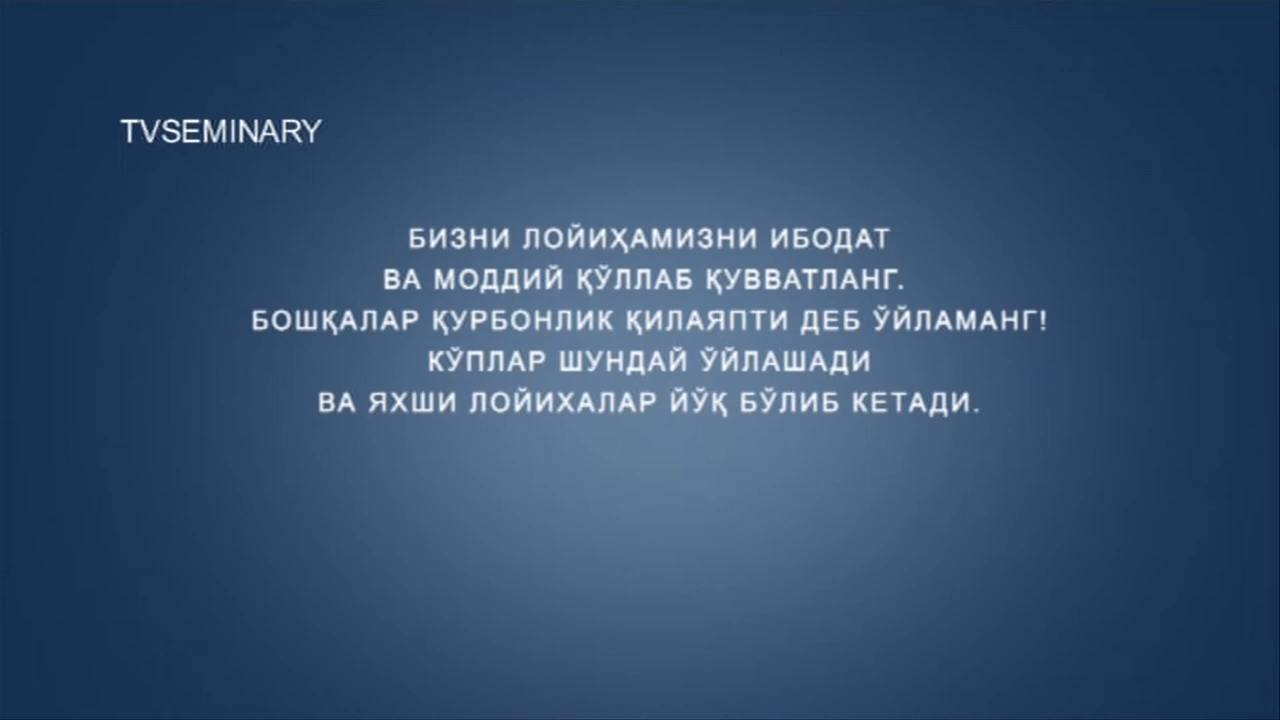 TVSEMINARY
БИЗНИ ЛОЙИҲАМИЗНИ ИБОДАТ
ВА МОДДИЙ ҚЎЛЛАБ ҚУВВАТЛАНГ.
БОШҚАЛАР ҚУРБОНЛИК ҚИЛАЯПТИ ДЕБ ЎЙЛАМАНГ!
КЎПЛАР ШУНДАЙ ЎЙЛАШАДИ
ВА ЯХШИ ЛОЙИХАЛАР ЙЎҚ БЎЛИБ КЕТАДИ.